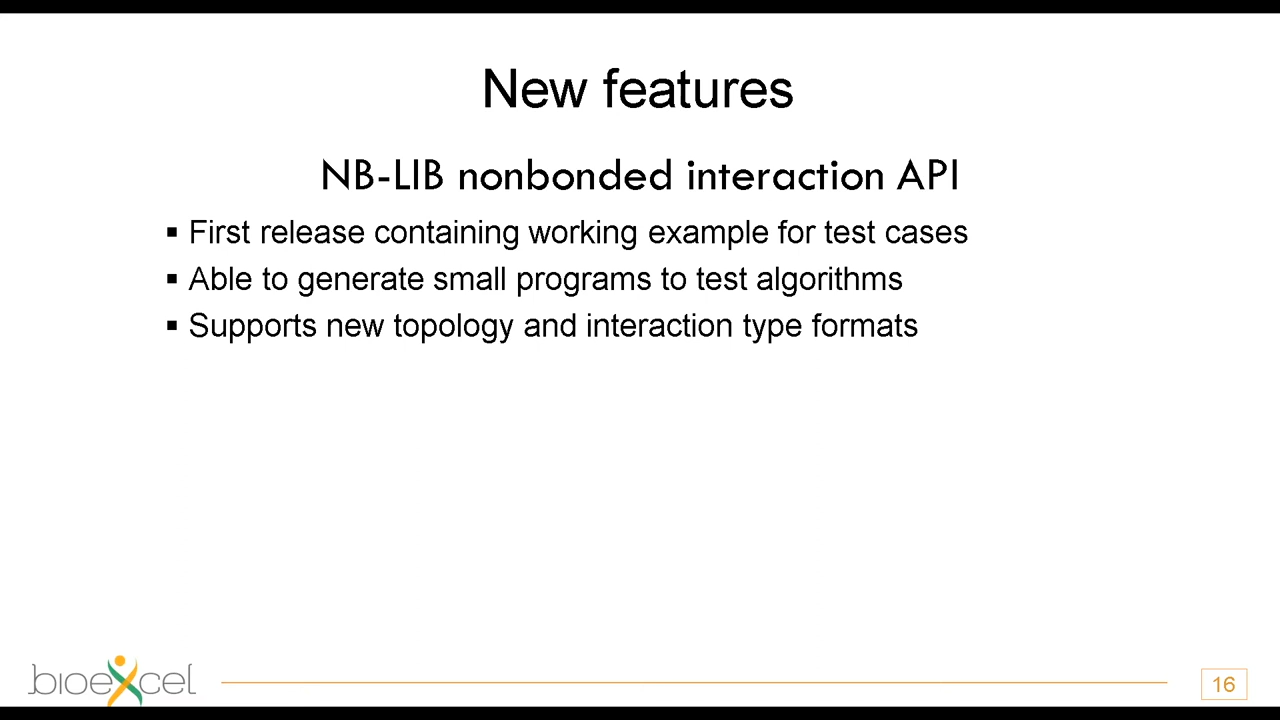 New features
NB-LIB nonbonded interaction API
▪ First release containing working example for test cases
▪ Able to generate small programs to test algorithms
▪ Supports new topology and interaction type formats
bioexcel
16